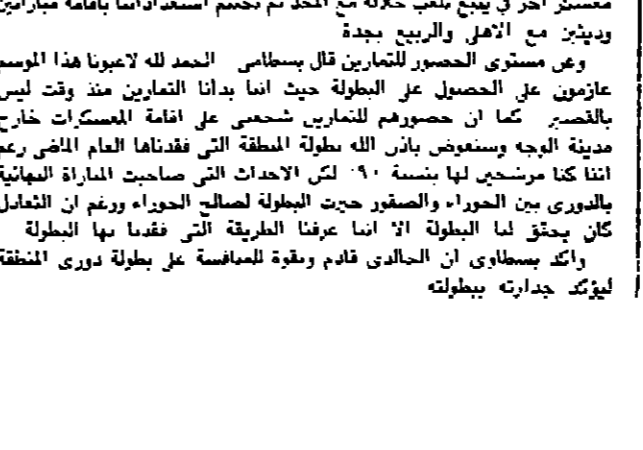 معسكر آخر في ينبع نلعب خلاله مع المجد ثم نختتم استعداداتنا باقامة مباراتين
وديتين مع الاهلي والربيع بجدة
وعن مستوى الحضور للتمارين قال بسطامي الحمد لله لاعبونا هذا الموسم
عازمون على الحصول على البطولة حيث اننا بدأنا التمارين منذ وقت ليس
بالقصير كما ان حضورهم للتمارين شجعني على اقامة المعسكرات خارج
مدينة الوجه وسنعوض باذن الله بطولة المنطقة التي فقدناها العام الماضي رغم
اننا كنا مرشحين لها بنسبة ٩٠ لكن الاحداث التي صاحبت المباراة النهائية
بالدوري بين الحوراء والصقور حيرت البطولة لصالح الحوراء ورغم ان التعادل
كان يحقق لنا البطولة الا اننا عرفنا الطريقة التي فقدنا بها البطولة
واكد بسطاوي ان الخالدي قادم وبقوة للمنافسة على بطولة دوري المنطقة
ليؤكد جدارته ببطولته